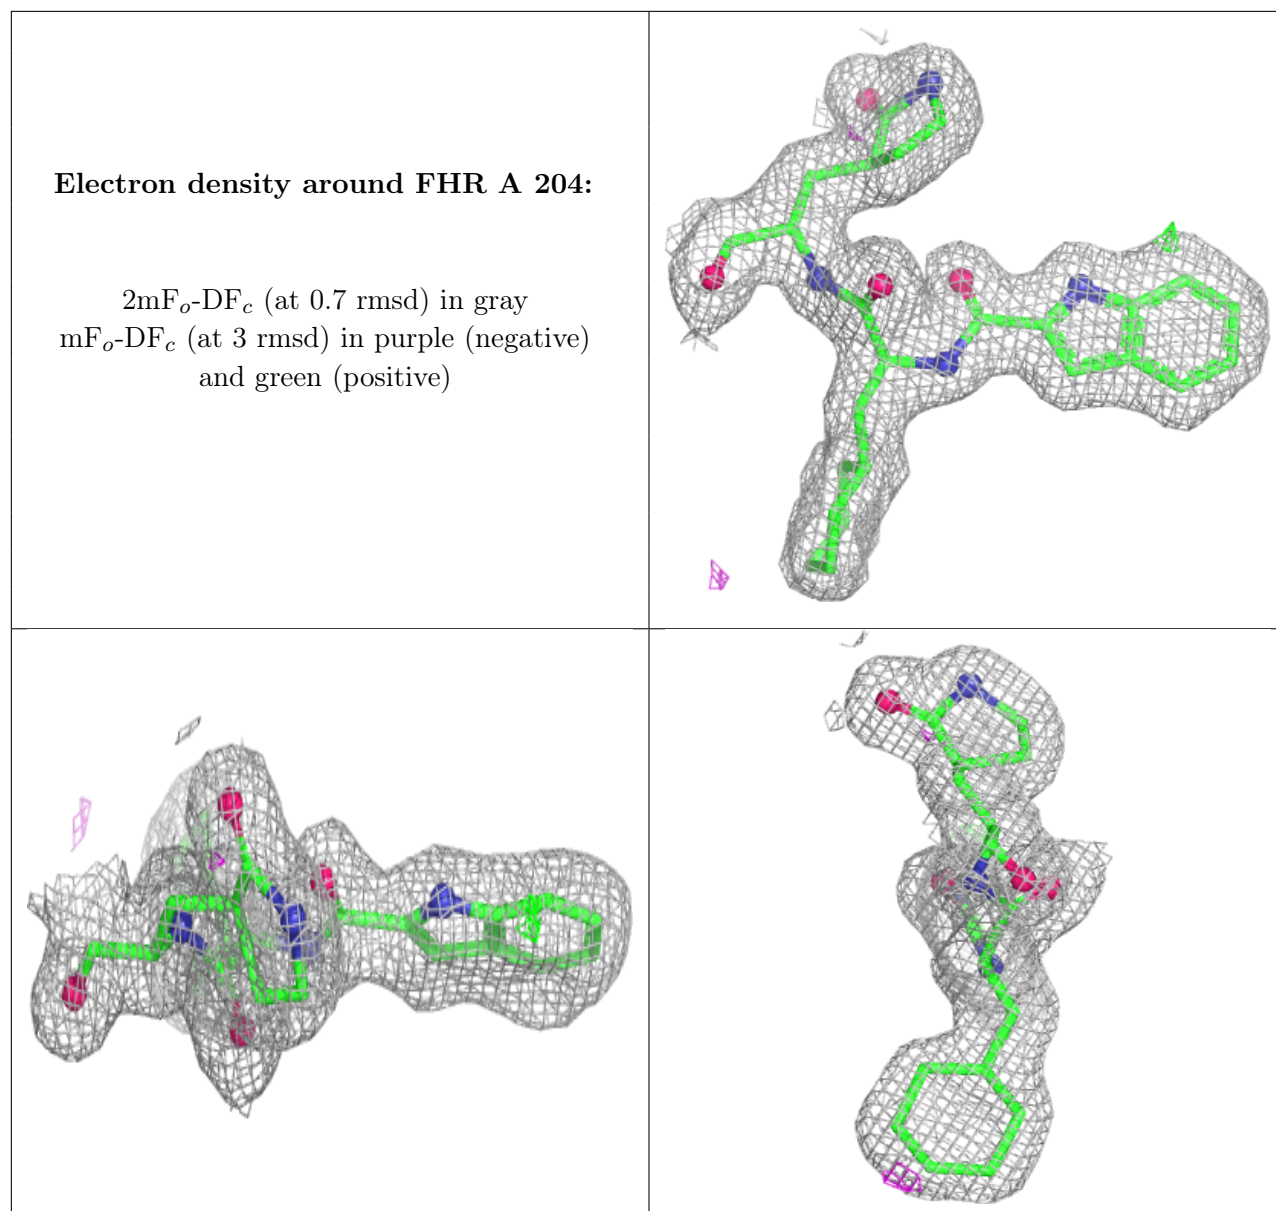 Electron density around FHR A 204:
2mFo-DFc (at 0.7 rmsd) in gray
mFo-DFc (at 3 rmsd) in purple (negative)
and green (positive)